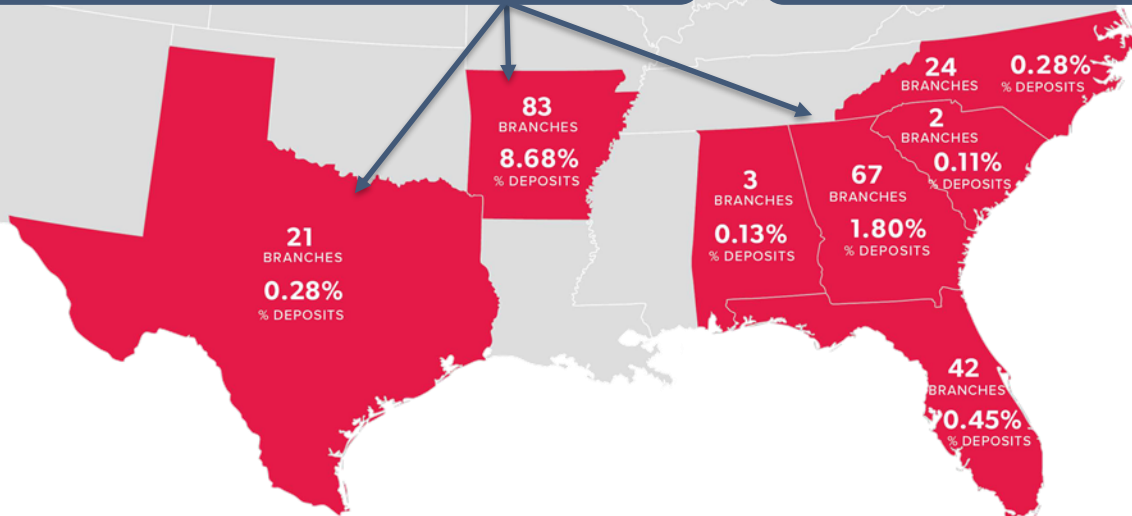 24
BRANCHES
0.28%
% DEPOSITS
2
BRANCHES
0.11%
% DEPOSITS
83
BRANCHES
8.68%
% DEPOSITS
3
BRANCHES
0.13%
% DEPOSITS
67
BRANCHES
1.80%
% DEPOSITS
21
BRANCHES
0.28%
% DEPOSITS
42
BRANCHES
0.45%
% DEPOSITS